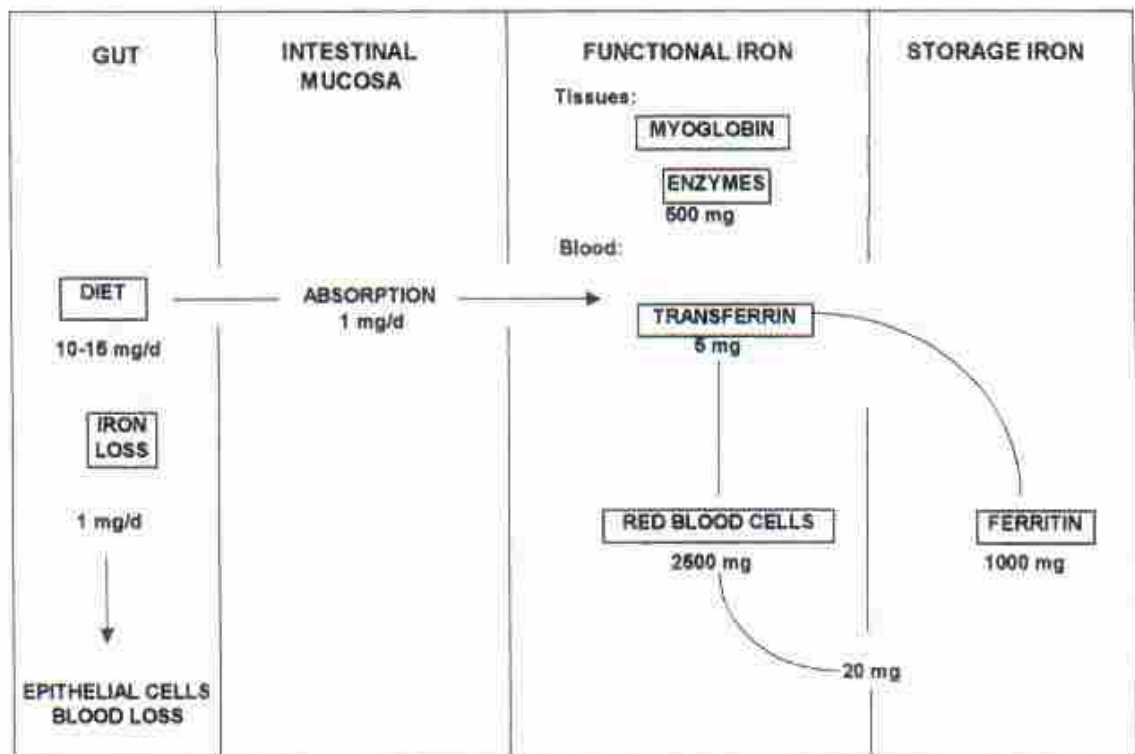 GUT
INTESTINAL
MUCOSA
FUNCTIONAL IRON
STORAGE IRON
Tissues:
MYOGLOBIN
ENZYMES
500 mg
Blood:
DIET
10-15 mg/d
ABSORPTION
1 mg/d
TRANSFERRIN
5 mg
IRON
LOSS
1 mg/d
RED BLOOD CELLS
2500 mg
FERRITIN
1000 mg
20 mg
EPITHELIAL CELLS
BLOOD LOSS